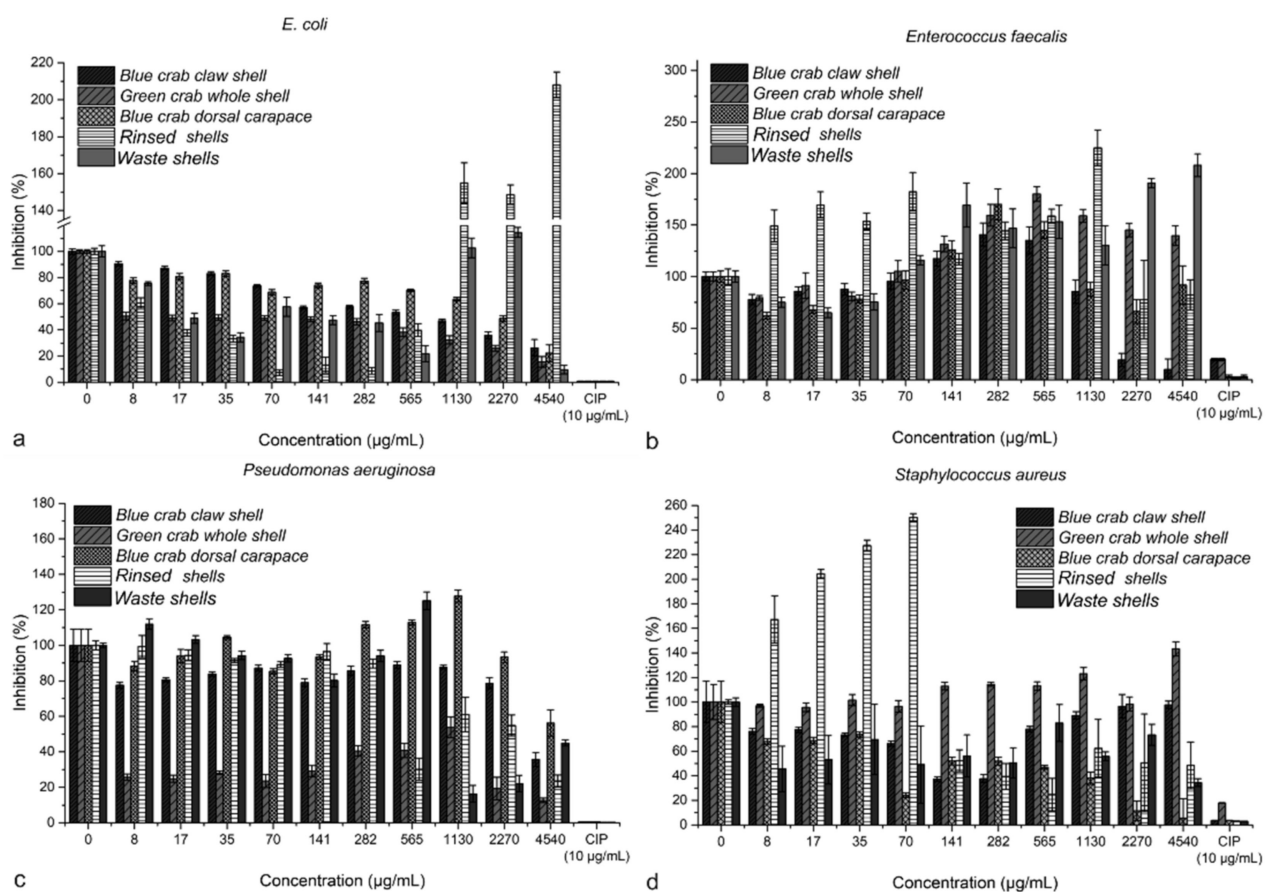 E. coli
220
200
180
160
140
100
80
60
40
20
0
Inhibition (%)
Blue crab claw shell
Green crab whole shell
Blue crab dorsal carapace
Rinsed shells
Waste shells
0 8 17 35 70 141 282 565 1130 2270 4540 CIP
(10 µg/mL)
Concentration (µg/mL)
a
Enterococcus faecalis
300
250
200
150
100
50
0
Inhibition (%)
Blue crab claw shell
Green crab whole shell
Blue crab dorsal carapace
Rinsed shells
Waste shells
0 8 17 35 70 141 282 565 1130 2270 4540 CIP
(10 µg/mL)
Concentration (µg/mL)
b
Pseudomonas aeruginosa
180
160
140
120
100
80
60
40
20
0
Inhibition (%)
Blue crab claw shell
Green crab whole shell
Blue crab dorsal carapace
Rinsed shells
Waste shells
0 8 17 35 70 141 282 565 1130 2270 4540 CIP
(10 µg/mL)
Concentration (µg/mL)
c
Staphylococcus aureus
260
240
220
200
180
160
140
120
100
80
60
40
20
0
Inhibition (%)
Blue crab claw shell
Green crab whole shell
Blue crab dorsal carapace
Rinsed shells
Waste shells
0 8 17 35 70 141 282 565 1130 2270 4540 CIP
(10 µg/mL)
Concentration (µg/mL)
d